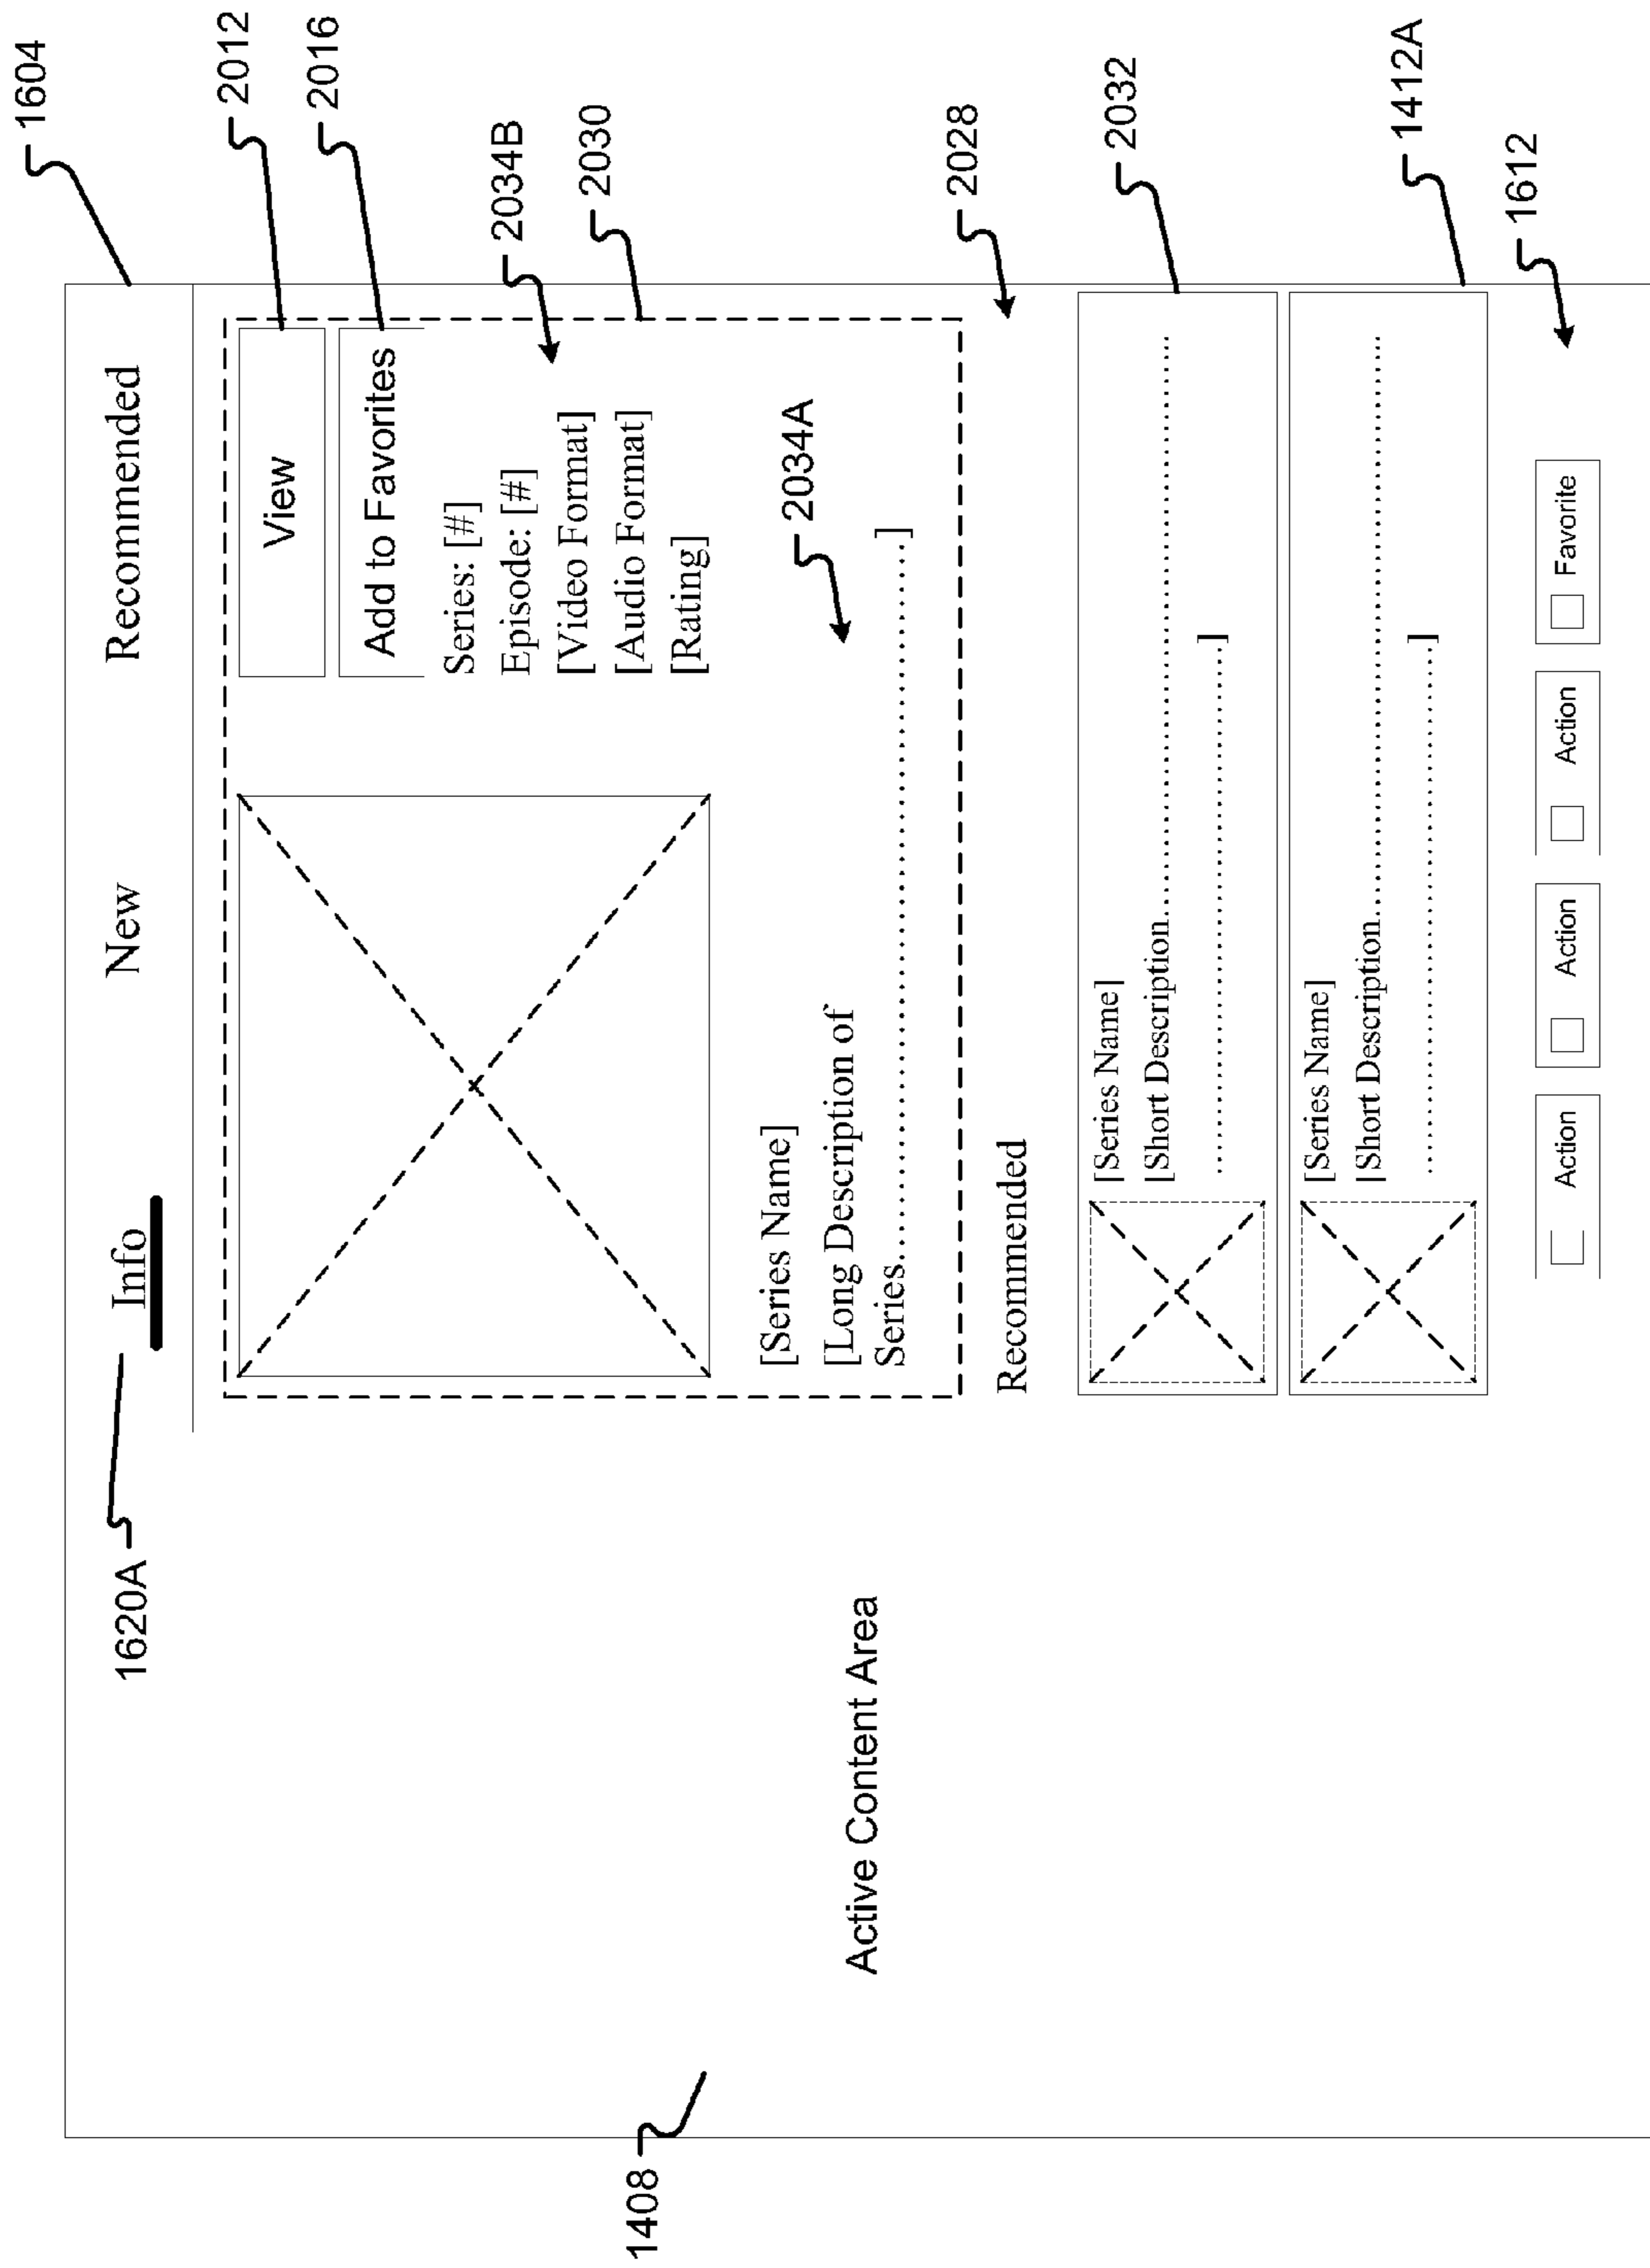 1604
1620A
Info
New
Recommended
2012
View
2016
Add to Favorites
2034B
Series: [#]
Episode: [#]
2030
[Video Format]
[Audio Format]
[Rating]
2034A
[Series Name]
[Long Description of
Series.......................................................]
1408
Active Content Area
2028
Recommended
2032
[Series Name]
[Short Description.......................................................
.......................................................]
1412A
[Series Name]
[Short Description.......................................................
.......................................................]
1612
Action
Action
Action
Favorite